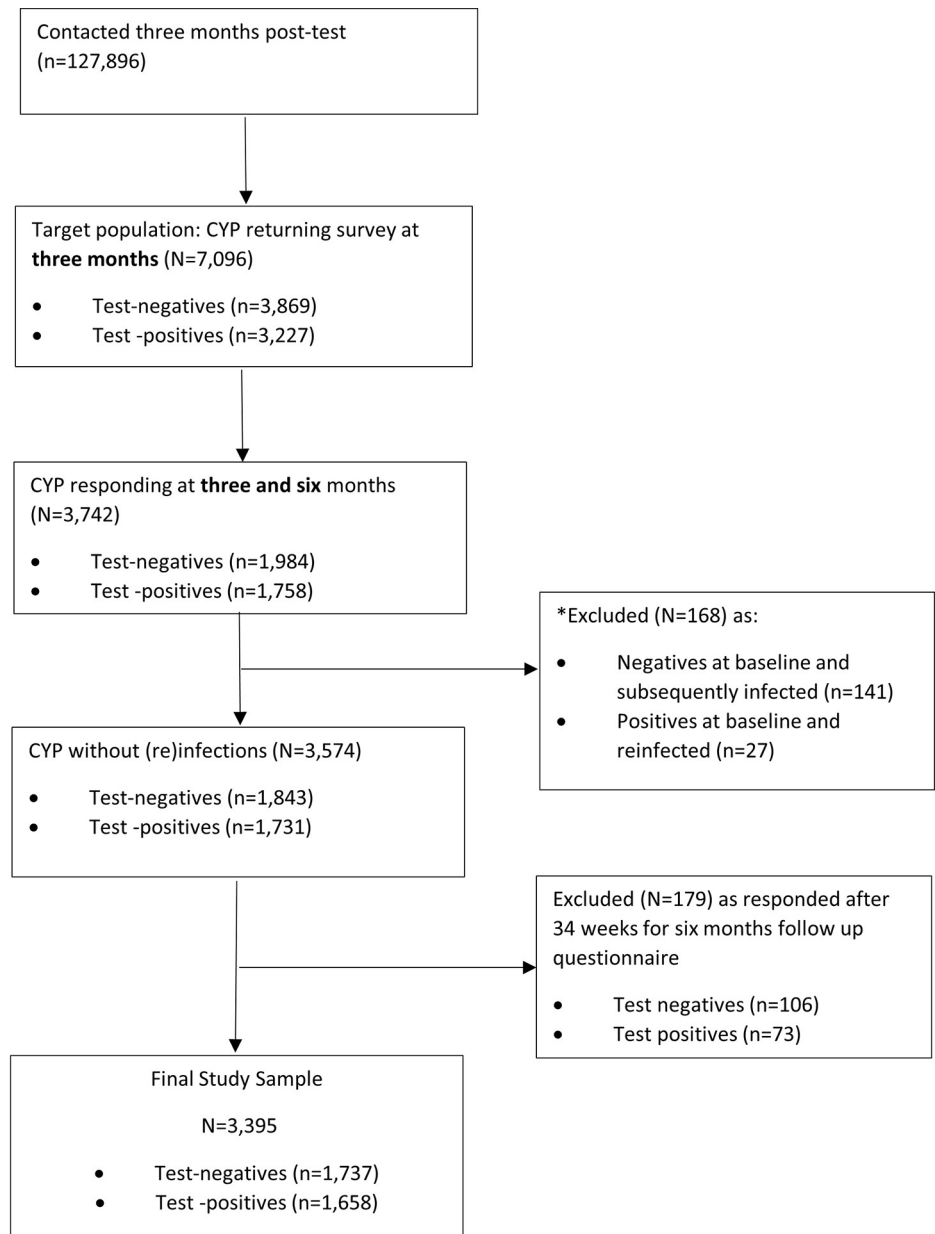 Contacted three months post-test
(n=127,896)
Target population: CYP returning survey at
three months (N=7,096)
• Test-negatives (n=3,869)
• Test -positives (n=3,227)
CYP responding at three and six months
(N=3,742)
• Test-negatives (n=1,984)
• Test -positives (n=1,758)
*Excluded (N=168) as:
• Negatives at baseline and
subsequently infected (n=141)
• Positives at baseline and
reinfected (n=27)
CYP without (re)infections (N=3,574)
• Test-negatives (n=1,843)
• Test -positives (n=1,731)
Excluded (N=179) as responded after
34 weeks for six months follow up
questionnaire
• Test negatives (n=106)
• Test positives (n=73)
Final Study Sample
N=3,395
• Test-negatives (n=1,737)
• Test -positives (n=1,658)